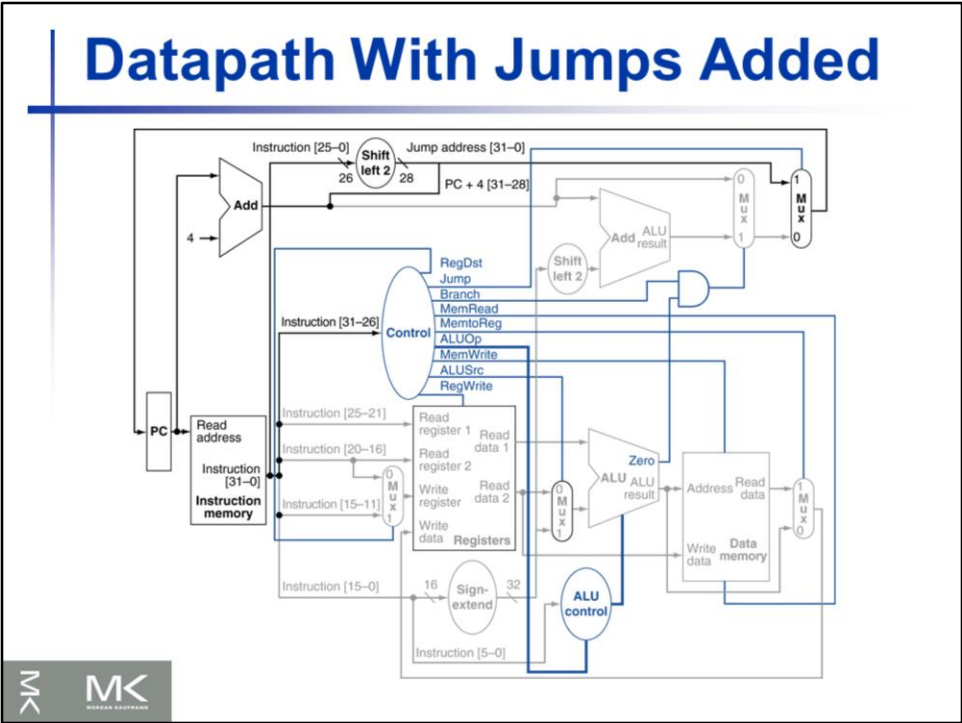 Datapath With Jumps Added
Instruction [25–0]
Shift
left 2
Jump address [31–0]
26
28
PC + 4 [31–28]
Add
4
0
M
u
x
1
1
M
u
x
0
Add
ALU
result
Shift
left 2
RegDst
Jump
Branch
MemRead
MemtoReg
ALUOp
MemWrite
ALUSrc
RegWrite
Instruction [31–26]
Control
PC
Read
address
Instruction
[31–0]
Instruction
memory
Instruction [25–21]
Instruction [20–16]
Instruction [15–11]
0
M
u
x
1
Read
register 1
Read
register 2
Write
register
Write
data
Read
data 1
Read
data 2
Registers
0
M
u
x
1
Zero
ALU
ALU
result
Address
Read
data
Write
data
Data
memory
1
M
u
x
0
Instruction [15–0]
16
Sign-
extend
32
ALU
control
Instruction [5–0]
MK
MK
MORGAN KAUFMANN